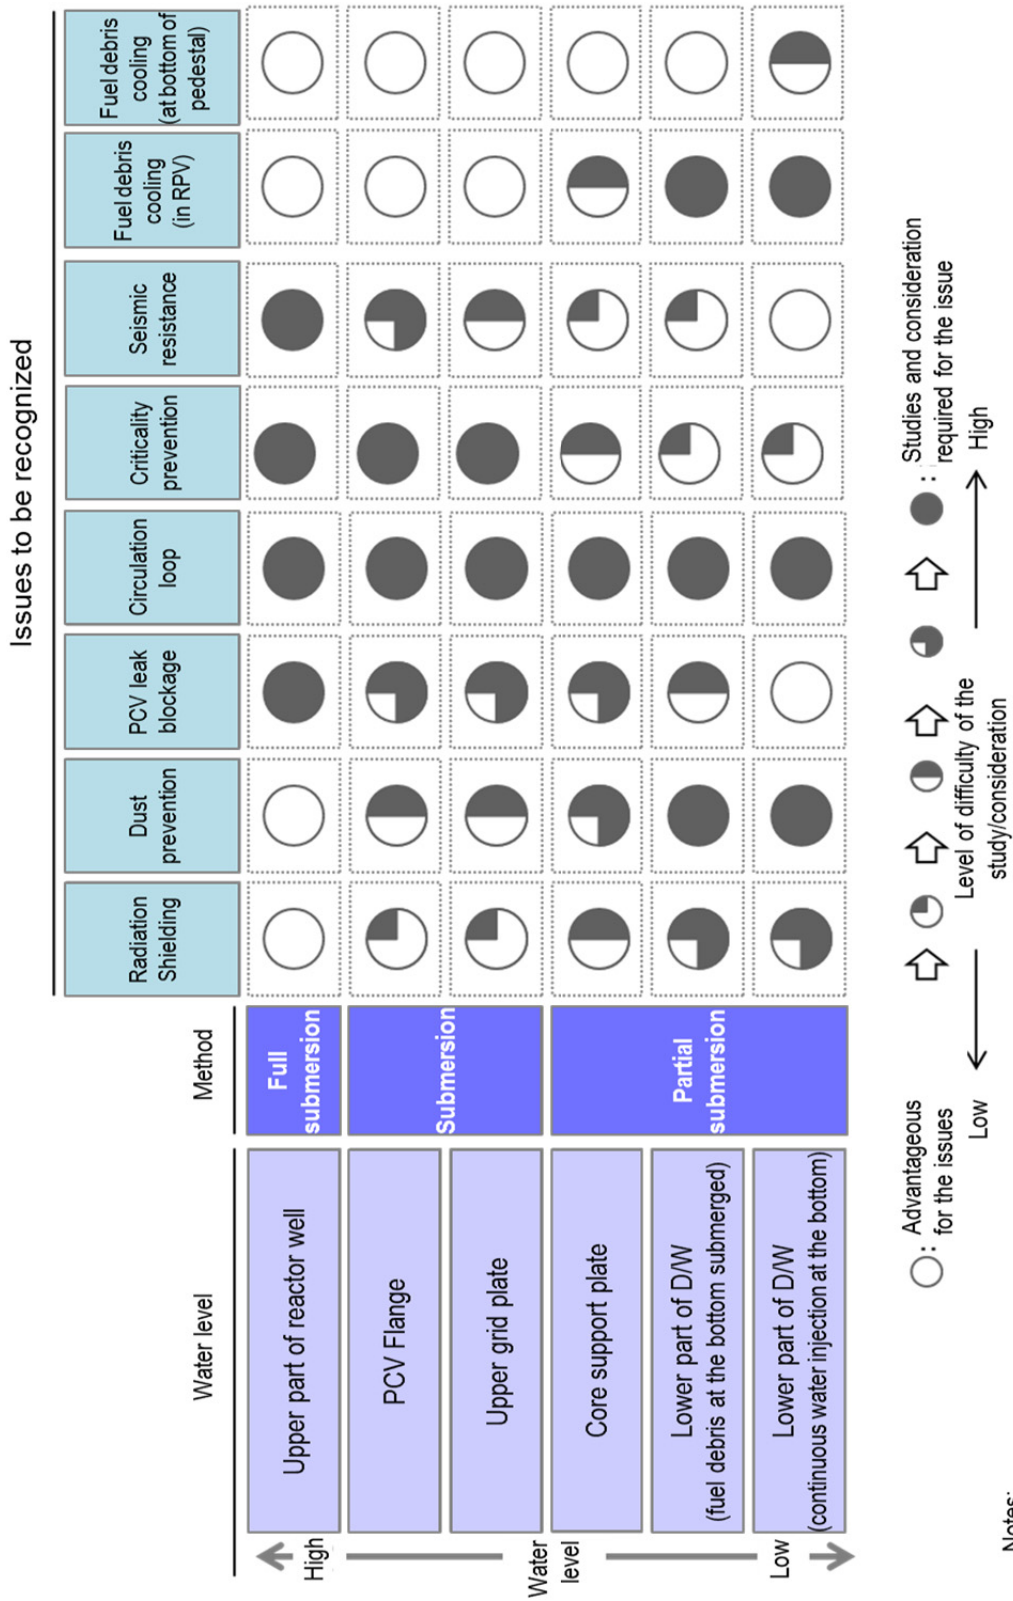 Issues to be recognized
Water level
Method
Radiation
Shielding
Dust
prevention
PCV leak
blockage
Circulation
loop
Criticality
prevention
Seismic
resistance
Fuel debris
cooling
(in RPV)
Fuel debris
cooling
(at bottom of
pedestal)
High
Water
level
Low
Upper part of reactor well
Full
submersion
PCV Flange
Submersion
Upper grid plate
Core support plate
Partial
submersion
Lower part of D/W
(fuel debris at the bottom submerged)
Lower part of D/W
(continuous water injection at the bottom)
: Advantageous
for the issues
: Studies and consideration
required for the issue
Low
Level of difficulty of the
study/consideration
High
Notes: